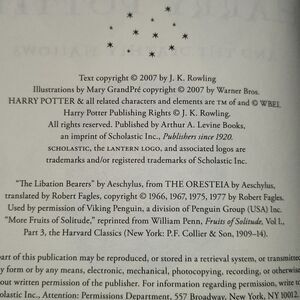 Text copyright © 2007 by J. K. Rowling
Illustrations by Mary GrandPré copyright © 2007 by Warner Bros.
HARRY POTTER & all related characters and elements are TM of and © WBEI.
Harry Potter Publishing Rights © J. K. Rowling.
All rights reserved. Published by Arthur A. Levine Books,
an imprint of Scholastic Inc., Publishers since 1920.
SCHOLASTIC, the LANTERN LOGO, and associated logos are
trademarks and/or registered trademarks of Scholastic Inc.
"The Libation Bearers" by Aeschylus, from THE ORESTEIA by Aeschylus,
translated by Robert Fagles, copyright © 1966, 1967, 1975, 1977 by Robert Fagles.
Used by permission of Viking Penguin, a division of Penguin Group (USA) Inc.
"More Fruits of Solitude," reprinted from William Penn, Fruits of Solitude, Vol I.,
Part 3, the Harvard Classics (New York: P.F. Collier & Son, 1909–14).
part of this publication may be reproduced, or stored in a retrieval system, or transmitted
y form or by any means, electronic, mechanical, photocopying, recording, or otherwise
out written permission of the publisher. For information regarding permission, write
lastic Inc., Attention: Permissions Department, 557 Broadway, New York, NY 10012